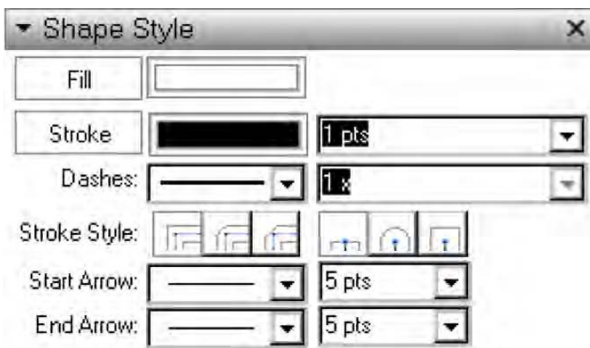 Shape Style
Fill
Stroke 1 pts
Dashes: 1 x
Stroke Style:
Start Arrow: 5 pts
End Arrow: 5 pts